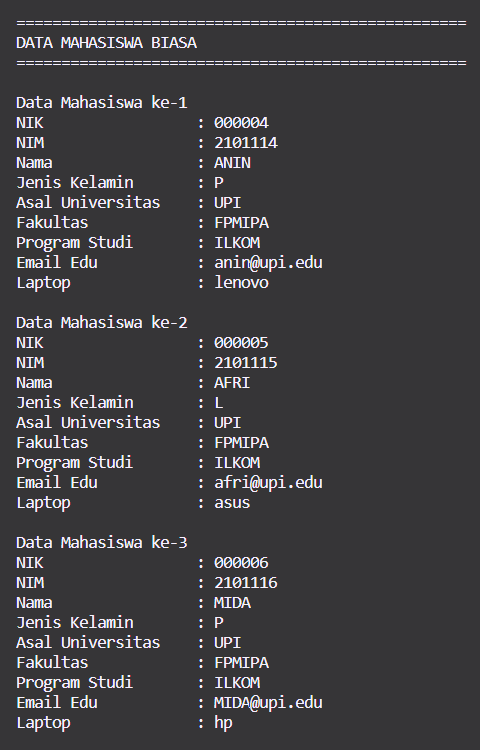 ==================================================
DATA MAHASISWA BIASA
==================================================
Data Mahasiswa ke-1
NIK : 000004
NIM : 2101114
Nama : ANIN
Jenis Kelamin : P
Asal Universitas : UPI
Fakultas : FPMIPA
Program Studi : ILKOM
Email Edu : anin@upi.edu
Laptop : lenovo
Data Mahasiswa ke-2
NIK : 000005
NIM : 2101115
Nama : AFRI
Jenis Kelamin : L
Asal Universitas : UPI
Fakultas : FPMIPA
Program Studi : ILKOM
Email Edu : afri@upi.edu
Laptop : asus
Data Mahasiswa ke-3
NIK : 000006
NIM : 2101116
Nama : MIDA
Jenis Kelamin : P
Asal Universitas : UPI
Fakultas : FPMIPA
Program Studi : ILKOM
Email Edu : MIDA@upi.edu
Laptop : hp